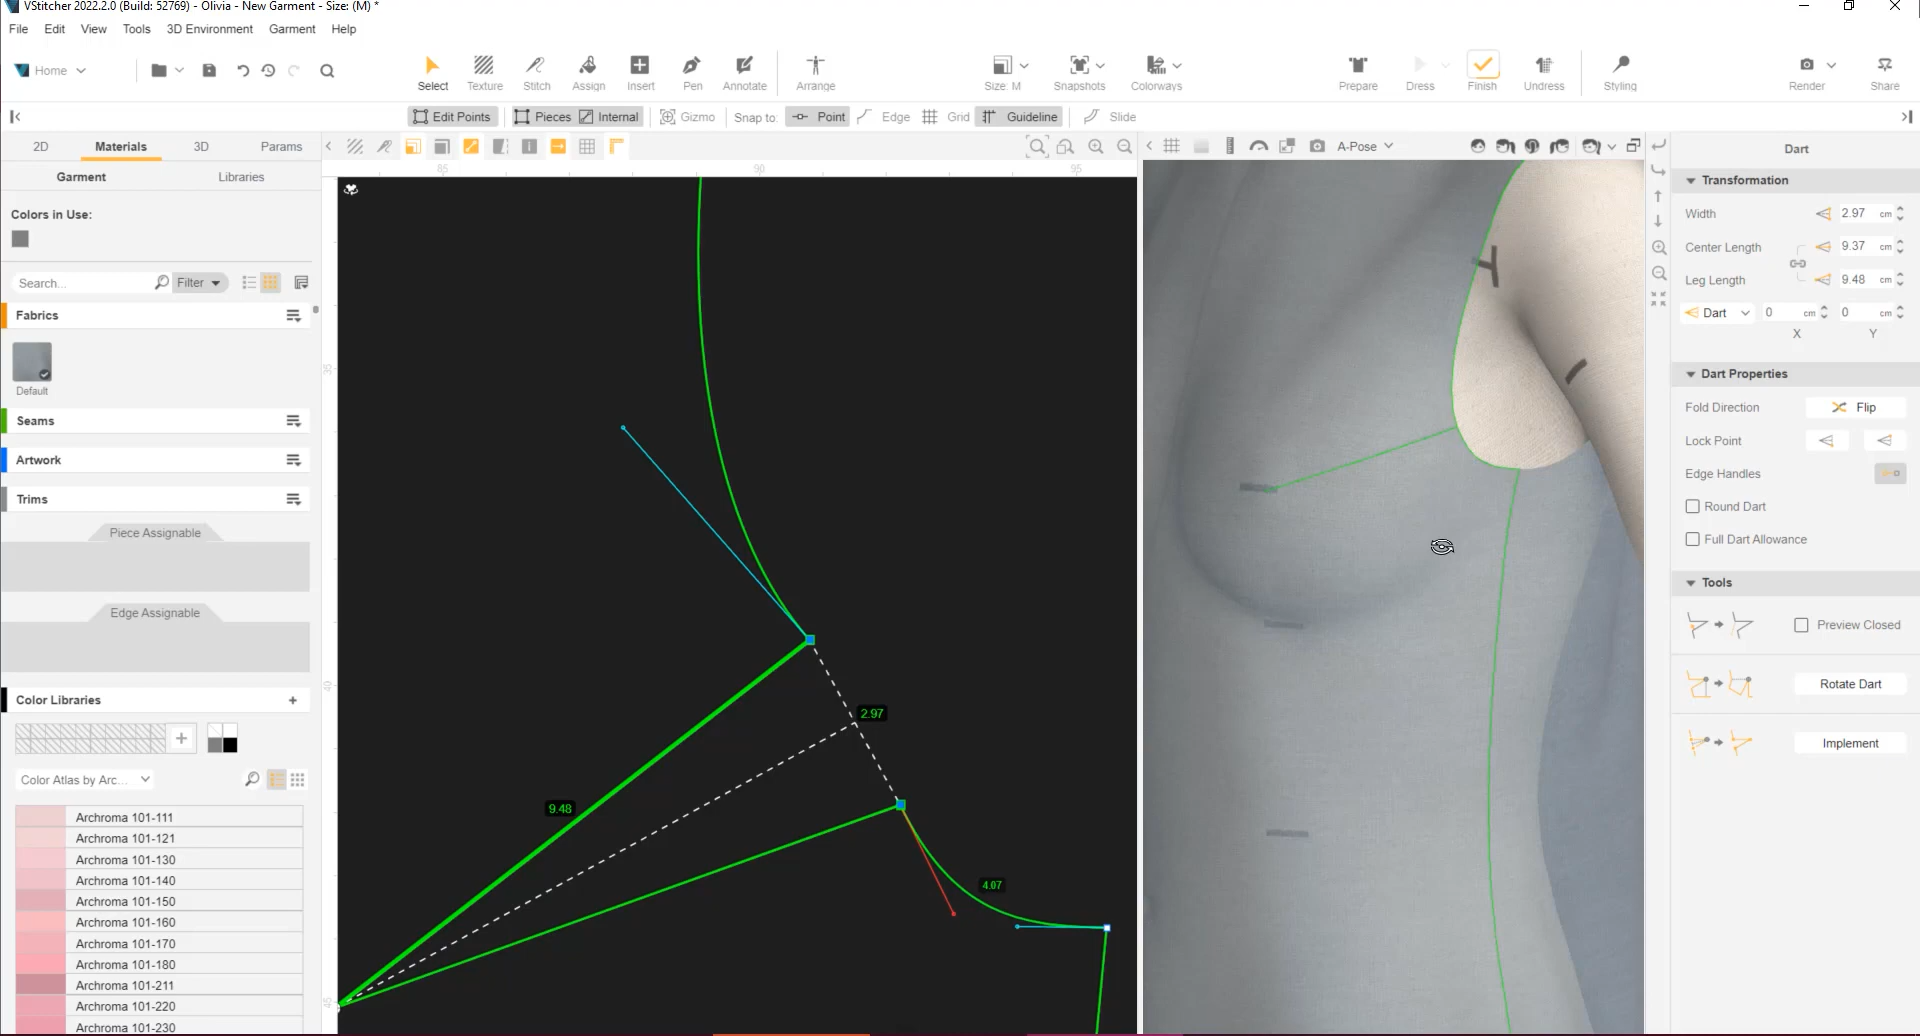 VStitcher 2022.2.0 (Build: 52769) - Olivia - New Garment - Size: (M) *
File Edit View Tools 3D Environment Garment Help
Home
Select Texture Stitch Assign Insert Pen Annotate Arrange Size: M Snapshots Colorways Prepare Dress Finish Undress Styling Render Share
Edit Points Pieces Internal Gizmo Snap to: Point Edge Grid Guideline Slide
2D Materials 3D Params
A-Pose
Dart
85 90 95
Garment Libraries
Transformation
Colors in Use:
Width 2.97 cm
Center Length 9.37 cm
Search... Filter
Leg Length 9.48 cm
Fabrics
Dart 0 cm 0 cm
X Y
35
Default
Dart Properties
Fold Direction Flip
Seams
Lock Point
Artwork
Edge Handles
Trims
Round Dart
Piece Assignable
Full Dart Allowance
Tools
Edge Assignable
Preview Closed
40
Color Libraries +
Rotate Dart
2.97
+
Implement
Color Atlas by Arc...
9.48
Archroma 101-111
Archroma 101-121
Archroma 101-130
Archroma 101-140
4.07
Archroma 101-150
Archroma 101-160
Archroma 101-170
Archroma 101-180
Archroma 101-211
45
Archroma 101-220
Archroma 101-230